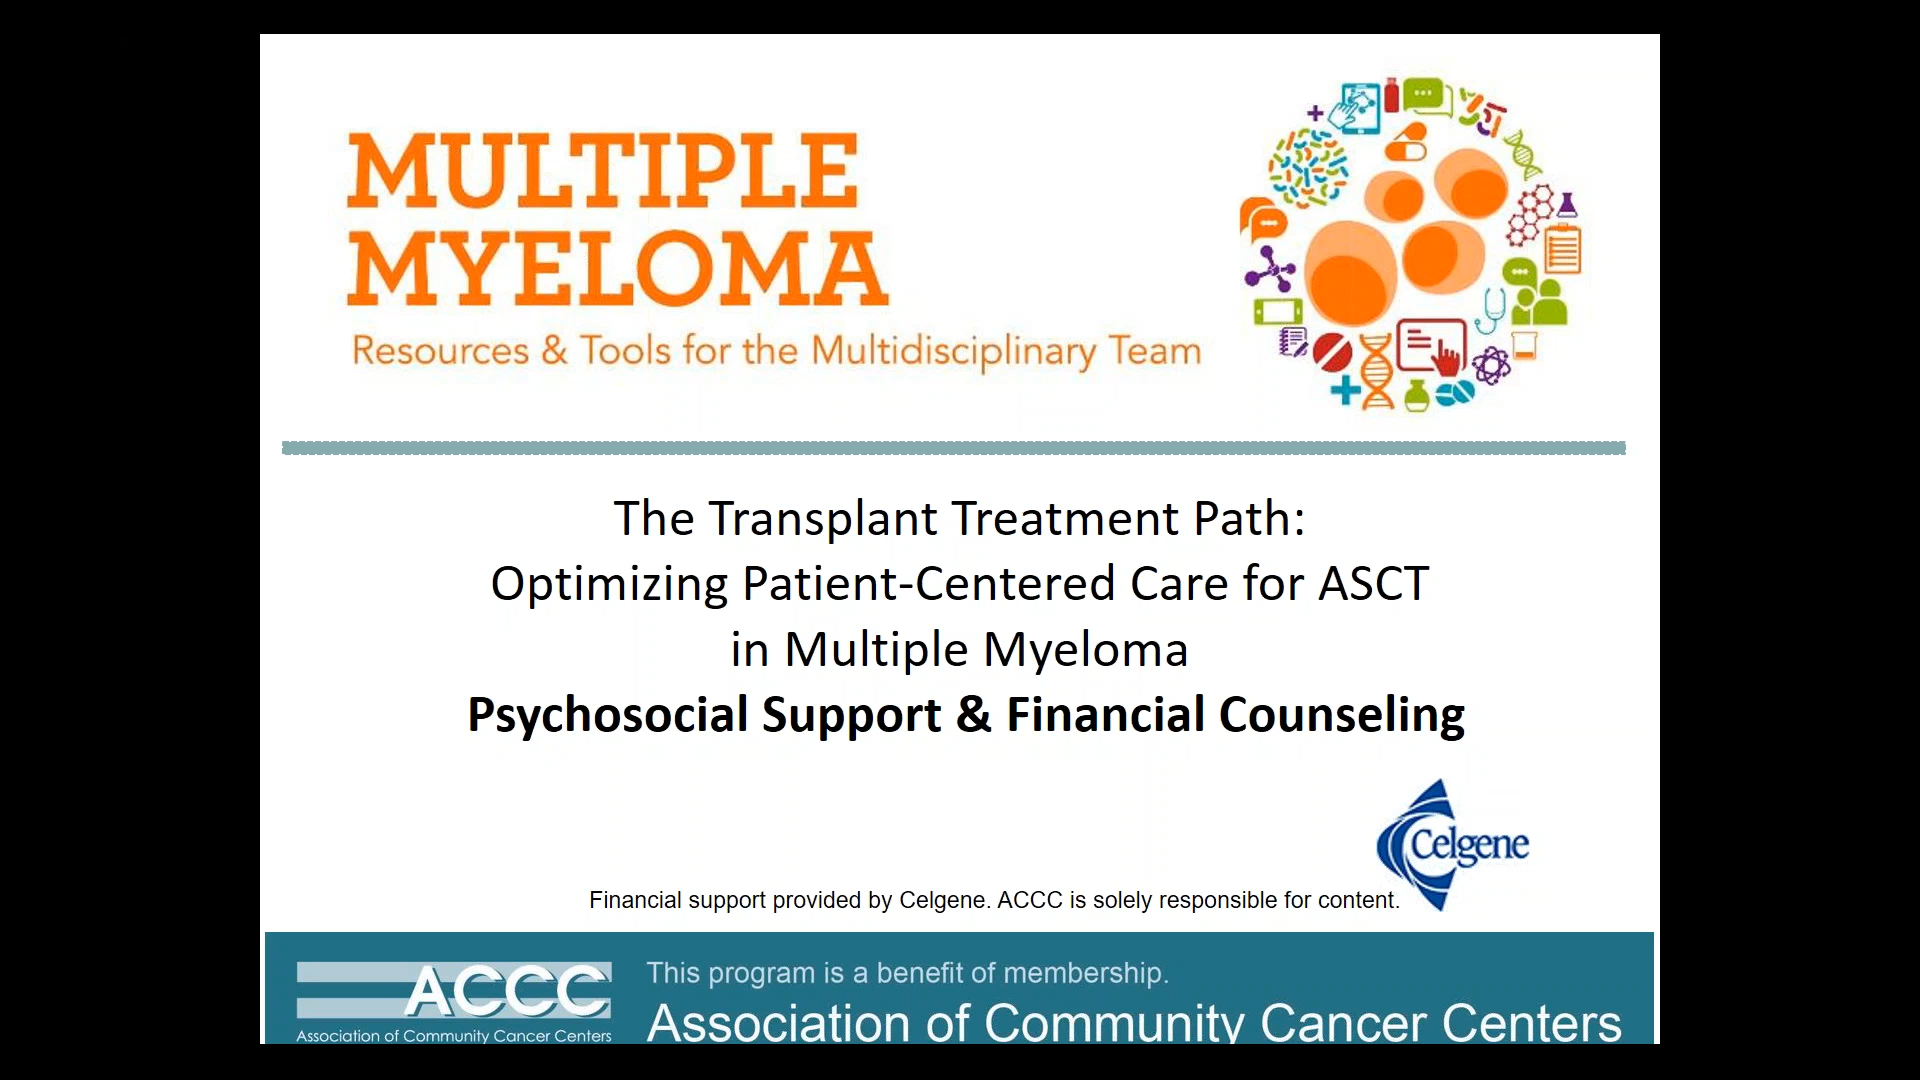 MULTIPLE
MYELOMA
Resources & Tools for the Multidisciplinary Team
The Transplant Treatment Path:
Optimizing Patient-Centered Care for ASCT
in Multiple Myeloma
Psychosocial Support & Financial Counseling
Celgene
Financial support provided by Celgene. ACCC is solely responsible for content.
ACCC
Association of Community Cancer Centers
This program is a benefit of membership.
Association of Community Cancer Centers